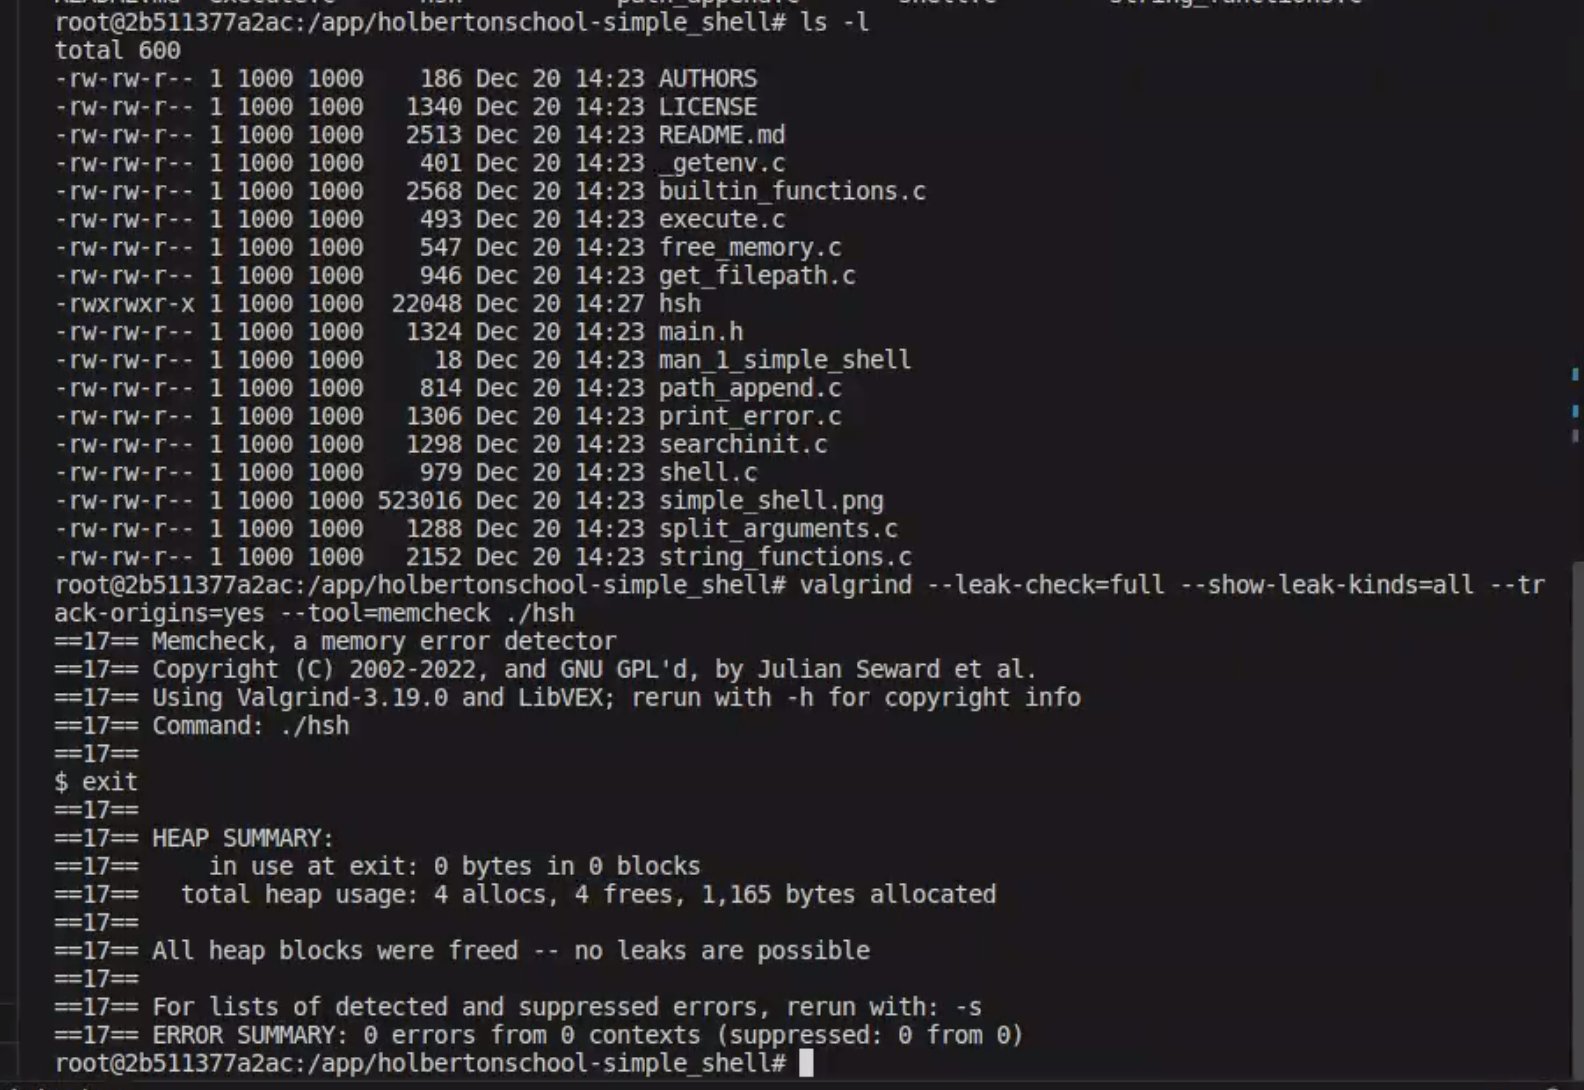 README.md execute.c hsh path_append.c shell.c string_functions.c
root@2b511377a2ac:/app/holbertonschool-simple_shell# ls -l
total 600
-rw-rw-r-- 1 1000 1000    186 Dec 20 14:23 AUTHORS
-rw-rw-r-- 1 1000 1000   1340 Dec 20 14:23 LICENSE
-rw-rw-r-- 1 1000 1000   2513 Dec 20 14:23 README.md
-rw-rw-r-- 1 1000 1000    401 Dec 20 14:23 _getenv.c
-rw-rw-r-- 1 1000 1000   2568 Dec 20 14:23 builtin_functions.c
-rw-rw-r-- 1 1000 1000    493 Dec 20 14:23 execute.c
-rw-rw-r-- 1 1000 1000    547 Dec 20 14:23 free_memory.c
-rw-rw-r-- 1 1000 1000    946 Dec 20 14:23 get_filepath.c
-rwxrwxr-x 1 1000 1000  22048 Dec 20 14:27 hsh
-rw-rw-r-- 1 1000 1000   1324 Dec 20 14:23 main.h
-rw-rw-r-- 1 1000 1000     18 Dec 20 14:23 man_1_simple_shell
-rw-rw-r-- 1 1000 1000    814 Dec 20 14:23 path_append.c
-rw-rw-r-- 1 1000 1000   1306 Dec 20 14:23 print_error.c
-rw-rw-r-- 1 1000 1000   1298 Dec 20 14:23 searchinit.c
-rw-rw-r-- 1 1000 1000    979 Dec 20 14:23 shell.c
-rw-rw-r-- 1 1000 1000 523016 Dec 20 14:23 simple_shell.png
-rw-rw-r-- 1 1000 1000   1288 Dec 20 14:23 split_arguments.c
-rw-rw-r-- 1 1000 1000   2152 Dec 20 14:23 string_functions.c
root@2b511377a2ac:/app/holbertonschool-simple_shell# valgrind --leak-check=full --show-leak-kinds=all --tr
ack-origins=yes --tool=memcheck ./hsh
==17== Memcheck, a memory error detector
==17== Copyright (C) 2002-2022, and GNU GPL'd, by Julian Seward et al.
==17== Using Valgrind-3.19.0 and LibVEX; rerun with -h for copyright info
==17== Command: ./hsh
==17==
$ exit
==17==
==17== HEAP SUMMARY:
==17==     in use at exit: 0 bytes in 0 blocks
==17==   total heap usage: 4 allocs, 4 frees, 1,165 bytes allocated
==17==
==17== All heap blocks were freed -- no leaks are possible
==17==
==17== For lists of detected and suppressed errors, rerun with: -s
==17== ERROR SUMMARY: 0 errors from 0 contexts (suppressed: 0 from 0)
root@2b511377a2ac:/app/holbertonschool-simple_shell#